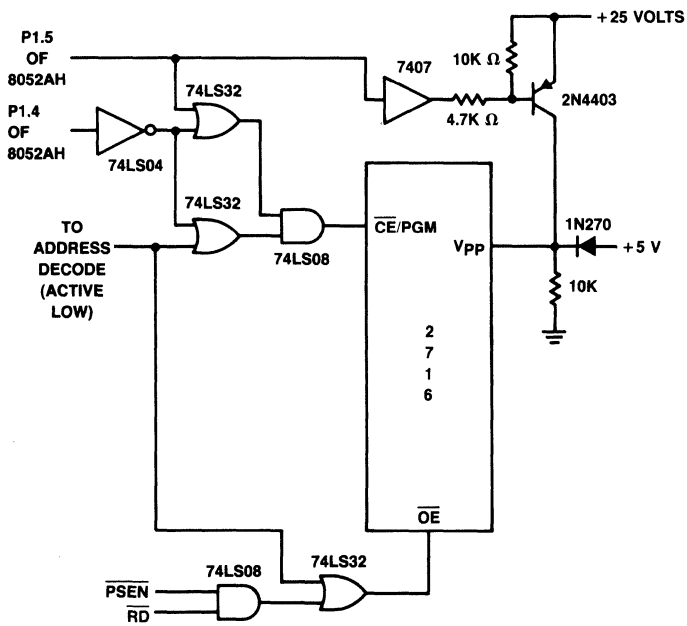 P1.5
OF
8052AH
P1.4
OF
8052AH
74LS04
74LS32
7407
10K Ω
4.7K Ω
+25 VOLTS
2N4403
74LS32
74LS08
TO
ADDRESS
DECODE
(ACTIVE
LOW)
CE/PGM
VPP
1N270
+5 V
10K
2
7
1
6
OE
74LS08
74LS32
PSEN
RD